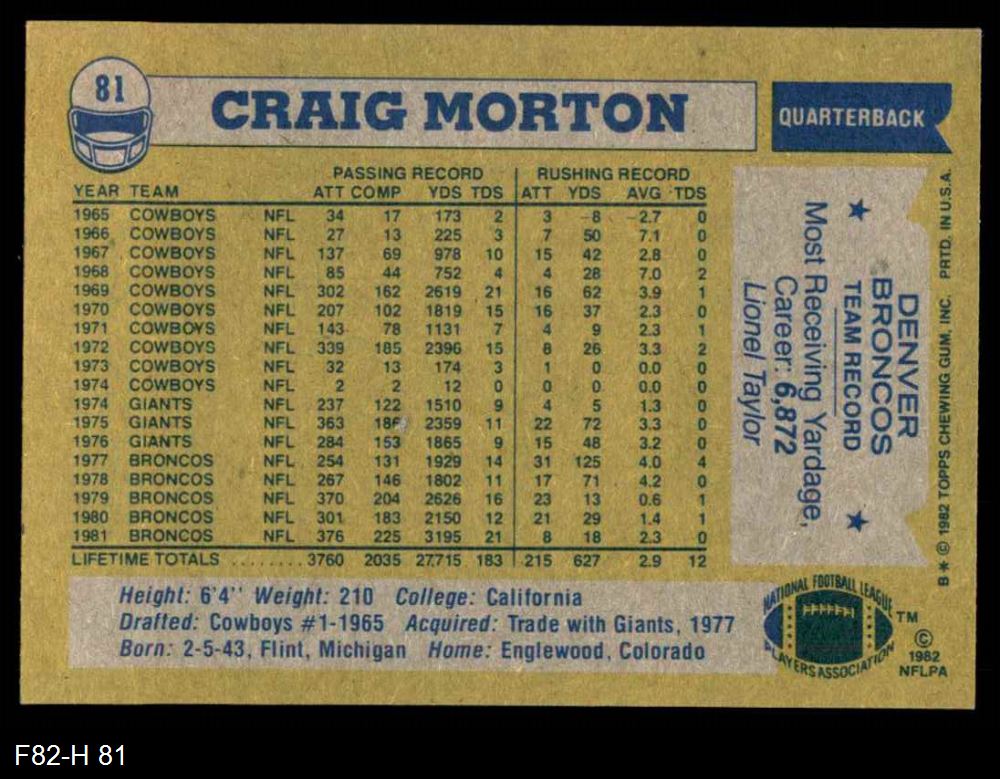 81
CRAIG MORTON
QUARTERBACK
PASSING RECORD RUSHING RECORD
YEAR TEAM ATT COMP YDS TDS ATT YDS AVG TDS
1965 COWBOYS NFL 34 17 173 2 3 -8 -2.7 0
1966 COWBOYS NFL 27 13 225 3 7 50 7.1 0
1967 COWBOYS NFL 137 69 978 10 15 42 2.8 0
1968 COWBOYS NFL 85 44 752 4 4 28 7.0 2
1969 COWBOYS NFL 302 162 2619 21 16 62 3.9 1
1970 COWBOYS NFL 207 102 1819 15 16 37 2.3 0
1971 COWBOYS NFL 143 78 1131 7 4 9 2.3 1
1972 COWBOYS NFL 339 185 2396 15 8 26 3.3 2
1973 COWBOYS NFL 32 13 174 3 1 0 0.0 0
1974 COWBOYS NFL 2 2 12 0 0 0 0.0 0
1974 GIANTS NFL 237 122 1510 9 4 5 1.3 0
1975 GIANTS NFL 363 2359 11 22 72 3.3 0
1976 GIANTS NFL 284 153 1865 9 15 48 3.2 0
1977 BRONCOS NFL 254 131 1929 14 31 125 4.0 4
1978 BRONCOS NFL 267 146 1802 11 17 71 4.2 0
1979 BRONCOS NFL 370 204 2626 16 23 13 0.6 1
1980 BRONCOS NFL 301 183 2150 12 21 29 1.4 1
1981 BRONCOS NFL 376 225 3195 21 8 18 2.3 0
LIFETIME TOTALS ......... 3760 2035 27,715 183 215 627 2.9 12
Height: 6'4'' Weight: 210 College: California
Drafted: Cowboys #1-1965 Acquired: Trade with Giants, 1977
Born: 2-5-43, Flint, Michigan Home: Englewood, Colorado
DENVER
BRONCOS
TEAM RECORD
Most Receiving Yardage,
Career: 6,872
Lionel Taylor
B* © 1982 TOPPS CHEWING GUM, INC. PRTD. IN U.S.A.
NATIONAL FOOTBALL LEAGUE
PLAYERS ASSOCIATION
TM
©
1982
NFLPA
F82-H 81